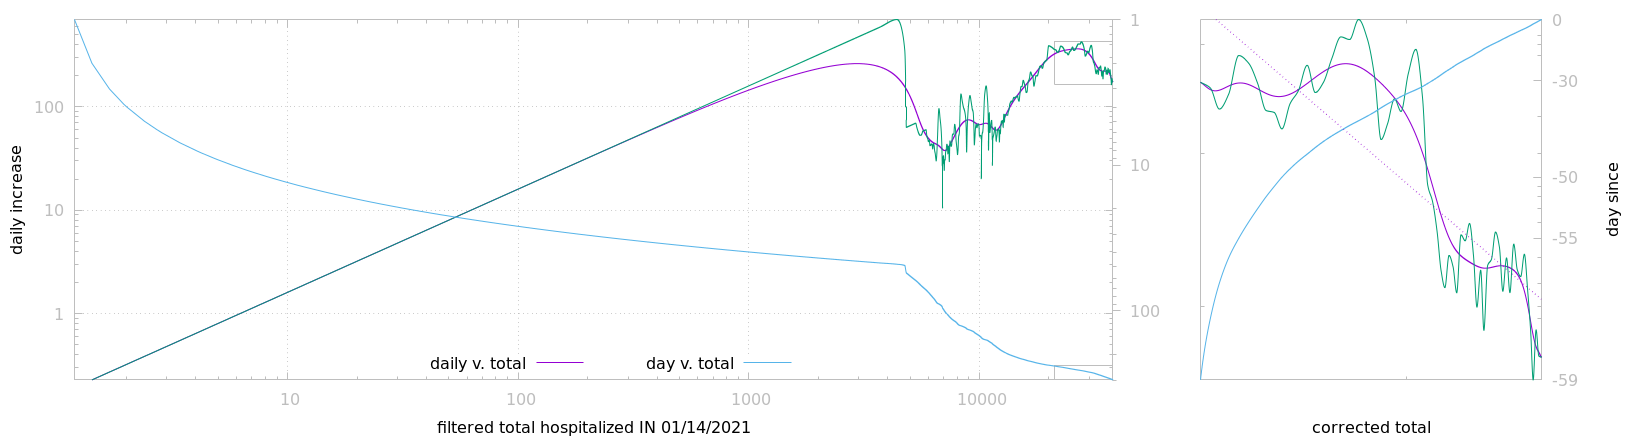 daily increase
100
10
1
10
100
1000
10000
1
10
100
daily v. total
day v. total
filtered total hospitalized IN 01/14/2021
0
-30
-50
-55
-59
day since
corrected total